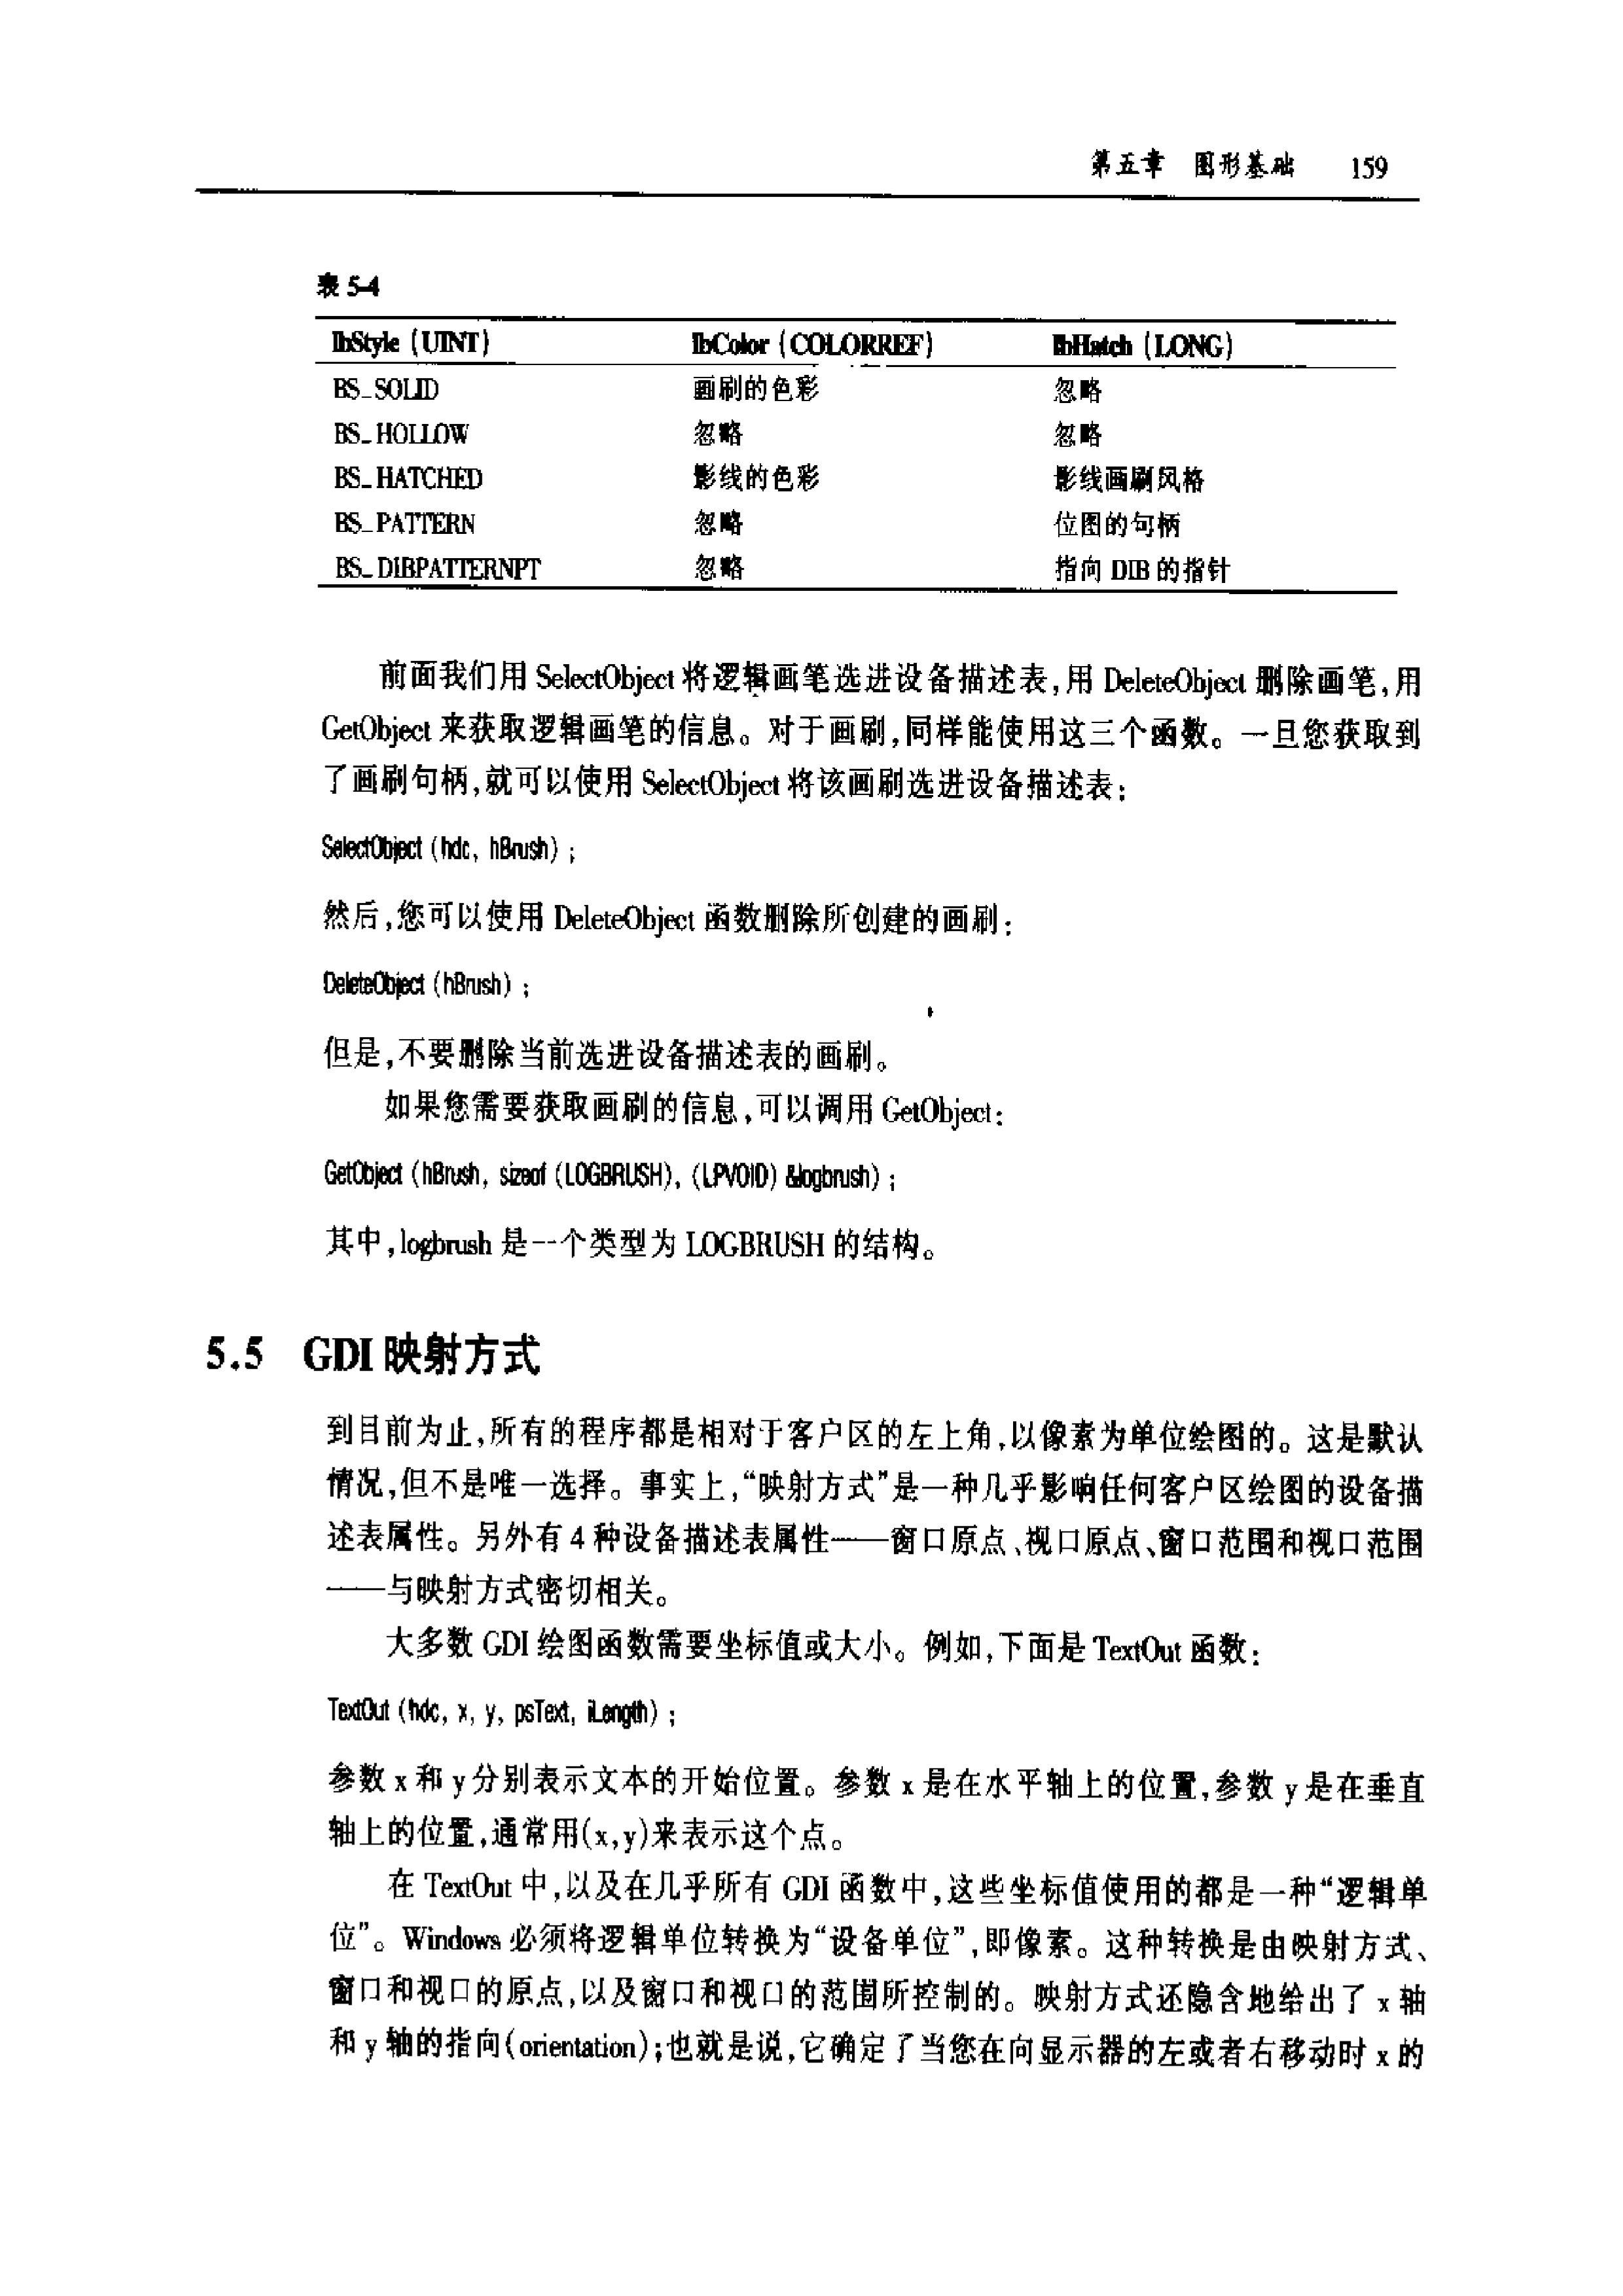 第五章 图形基础 159
表 5-4
lbStyle (UINT) lbColor (COLORREF) lbHatch (LONG)
BS_SOLID 画刷的色彩 忽略
BS_HOLLOW 忽略 忽略
BS_HATCHED 影线的色彩 影线画刷风格
BS_PATTERN 忽略 位图的句柄
BS_DIBPATTERNPT 忽略 指向 DIB 的指针
前面我们用 SelectObject 将逻辑画笔选进设备描述表,用 DeleteObject 删除画笔,用
GetObject 来获取逻辑画笔的信息。对于画刷,同样能使用这三个函数。一旦您获取到
了画刷句柄,就可以使用 SelectObject 将该画刷选进设备描述表:
SelectObject (hdc, hBrush) ;
然后,您可以使用 DeleteObject 函数删除所创建的画刷:
DeleteObject (hBrush) ;
但是,不要删除当前选进设备描述表的画刷。
如果您需要获取画刷的信息,可以调用 GetObject:
GetObject (hBrush, sizeof (LOGBRUSH), (LPVOID) &logbrush) ;
其中,logbrush 是一个类型为 LOGBRUSH 的结构。
5.5 GDI 映射方式
到目前为止,所有的程序都是相对于客户区的左上角,以像素为单位绘图的。这是默认
情况,但不是唯一选择。事实上,“映射方式”是一种几乎影响任何客户区绘图的设备描
述表属性。另外有 4 种设备描述表属性——窗口原点、视口原点、窗口范围和视口范围
——与映射方式密切相关。
大多数 GDI 绘图函数需要坐标值或大小。例如,下面是 TextOut 函数:
TextOut (hdc, x, y, psText, iLength) ;
参数 x 和 y 分别表示文本的开始位置。参数 x 是在水平轴上的位置,参数 y 是在垂直
轴上的位置,通常用(x,y)来表示这个点。
在 TextOut 中,以及在几乎所有 GDI 函数中,这些坐标值使用的都是一种“逻辑单
位”。Windows 必须将逻辑单位转换为“设备单位”,即像素。这种转换是由映射方式、
窗口和视口的原点,以及窗口和视口的范围所控制的。映射方式还隐含地给出了 x 轴
和 y 轴的指向(orientation);也就是说,它确定了当您在向显示器的左或者右移动时 x 的